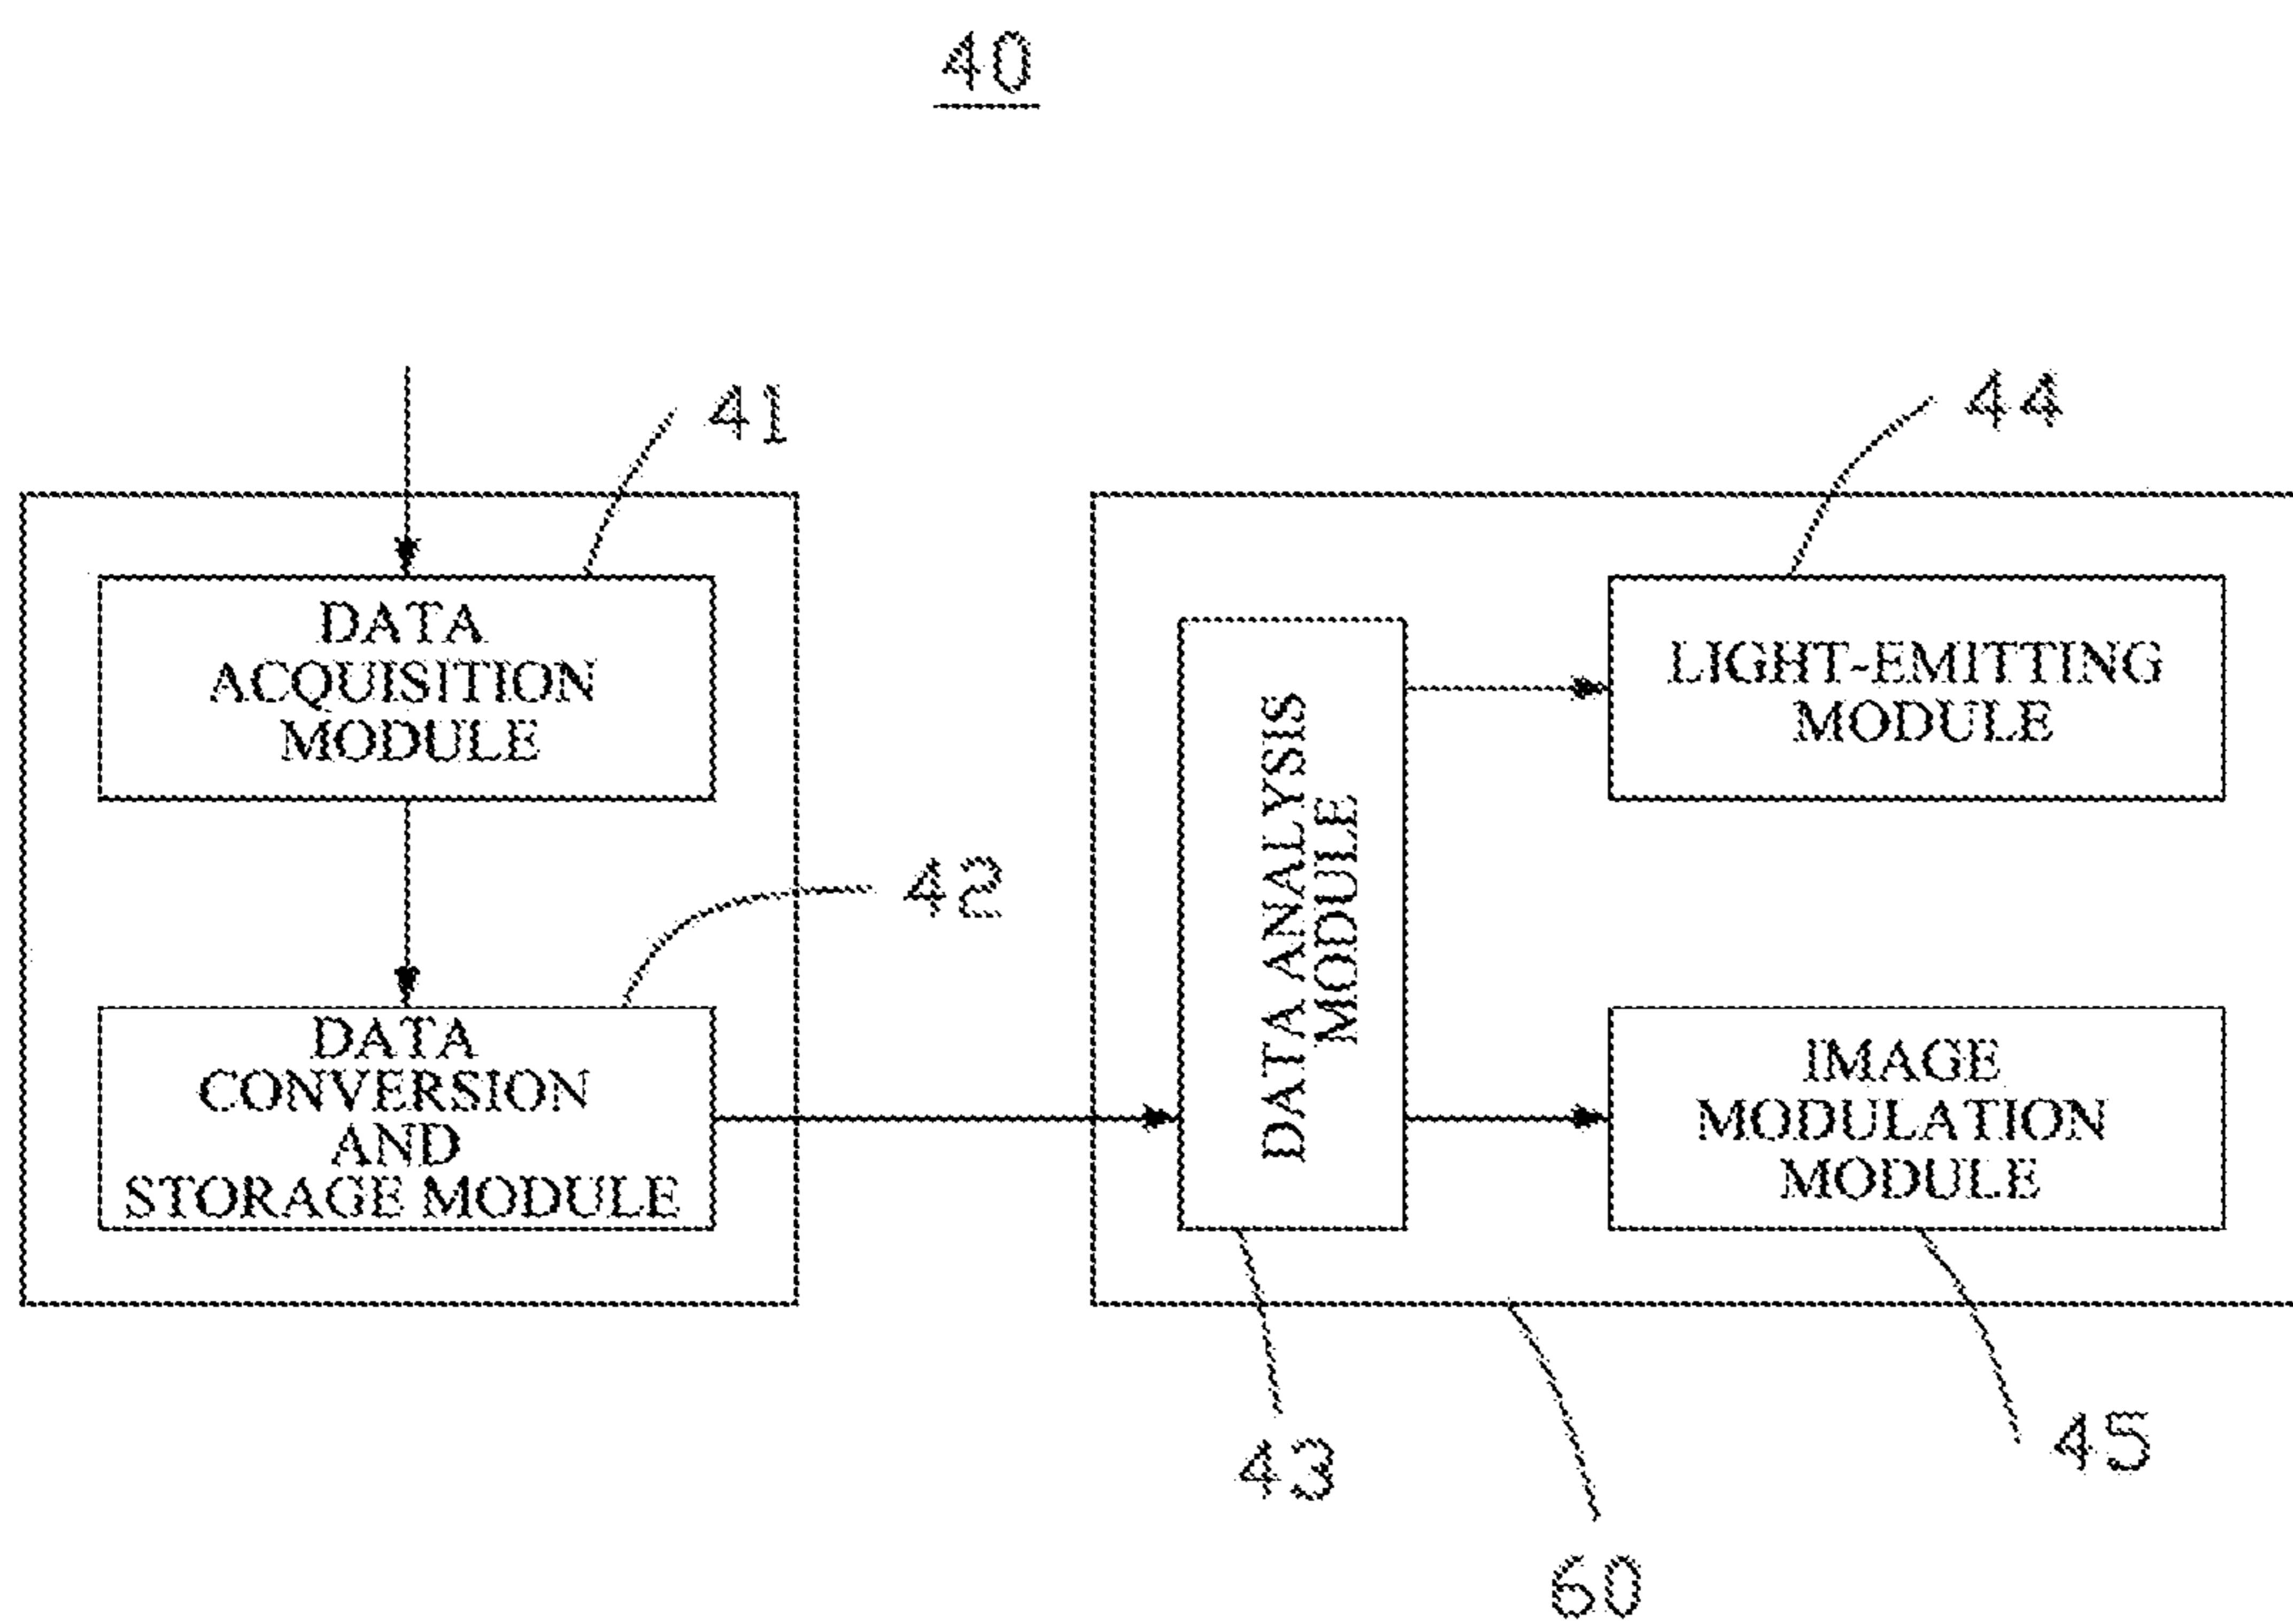 40
41
44
DATA
ACQUISITION
MODULE
LIGHT-EMITTING
MODULE
DATA ANALYSIS
MODULE
42
DATA
CONVERSION
AND
STORAGE MODULE
IMAGE
MODULATION
MODULE
43
45
60